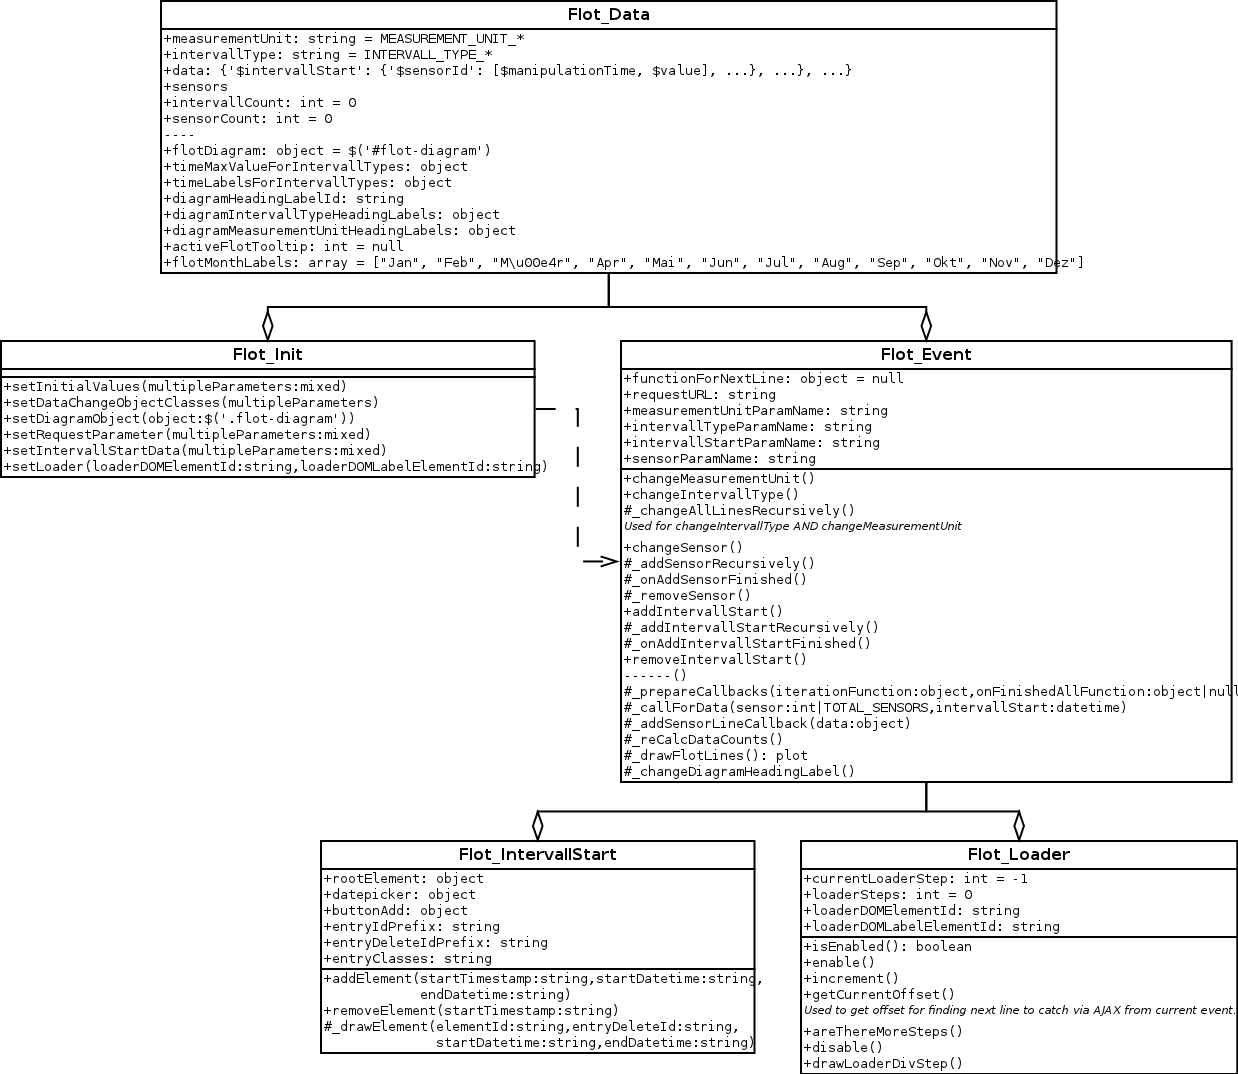 Flot_Data
+measurementUnit: string = MEASUREMENT_UNIT_*
+intervallType: string = INTERVALL_TYPE_*
+data: {'$intervallStart': {'$sensorId': [$manipulationTime, $value], ...}, ...}, ...}
+sensors
+intervallCount: int = 0
+sensorCount: int = 0
----
+flotDiagram: object = $('#flot-diagram')
+timeMaxValueForIntervallTypes: object
+timeLabelsForIntervallTypes: object
+diagramHeadingLabelId: string
+diagramIntervallTypeHeadingLabels: object
+diagramMeasurementUnitHeadingLabels: object
+activeFlotTooltip: int = null
+flotMonthLabels: array = ["Jan", "Feb", "M\u00e4r", "Apr", "Mai", "Jun", "Jul", "Aug", "Sep", "Okt", "Nov", "Dez"]
Flot_Init
+setInitialValues(multipleParameters:mixed)
+setDataChangeObjectClasses(multipleParameters)
+setDiagramObject(object:$('.flot-diagram'))
+setRequestParameter(multipleParameters:mixed)
+setIntervallStartData(multipleParameters:mixed)
+setLoader(loaderDOMElementId:string,loaderDOMLabelElementId:string)
Flot_Event
+functionForNextLine: object = null
+requestURL: string
+measurementUnitParamName: string
+intervallTypeParamName: string
+intervallStartParamName: string
+sensorParamName: string
+changeMeasurementUnit()
+changeIntervallType()
#_changeAllLinesRecursively()
Used for changeIntervallType AND changeMeasurementUnit
+changeSensor()
#_addSensorRecursively()
#_onAddSensorFinished()
#_removeSensor()
+addIntervallStart()
#_addIntervallStartRecursively()
#_onAddIntervallStartFinished()
+removeIntervallStart()
------()
#_prepareCallbacks(iterationFunction:object,onFinishedAllFunction:object|null
#_callForData(sensor:int|TOTAL_SENSORS,intervallStart:datetime)
#_addSensorLineCallback(data:object)
#_reCalcDataCounts()
#_drawFlotLines(): plot
#_changeDiagramHeadingLabel()
Flot_IntervallStart
+rootElement: object
+datepicker: object
+buttonAdd: object
+entryIdPrefix: string
+entryDeleteIdPrefix: string
+entryClasses: string
+addElement(startTimestamp:string,startDatetime:string,
endDatetime:string)
+removeElement(startTimestamp:string)
#_drawElement(elementId:string,entryDeleteId:string,
startDatetime:string,endDatetime:string)
Flot_Loader
+currentLoaderStep: int = -1
+loaderSteps: int = 0
+loaderDOMElementId: string
+loaderDOMLabelElementId: string
+isEnabled(): boolean
+enable()
+increment()
+getCurrentOffset()
Used to get offset for finding next line to catch via AJAX from current event.
+areThereMoreSteps()
+disable()
+drawLoaderDivStep()